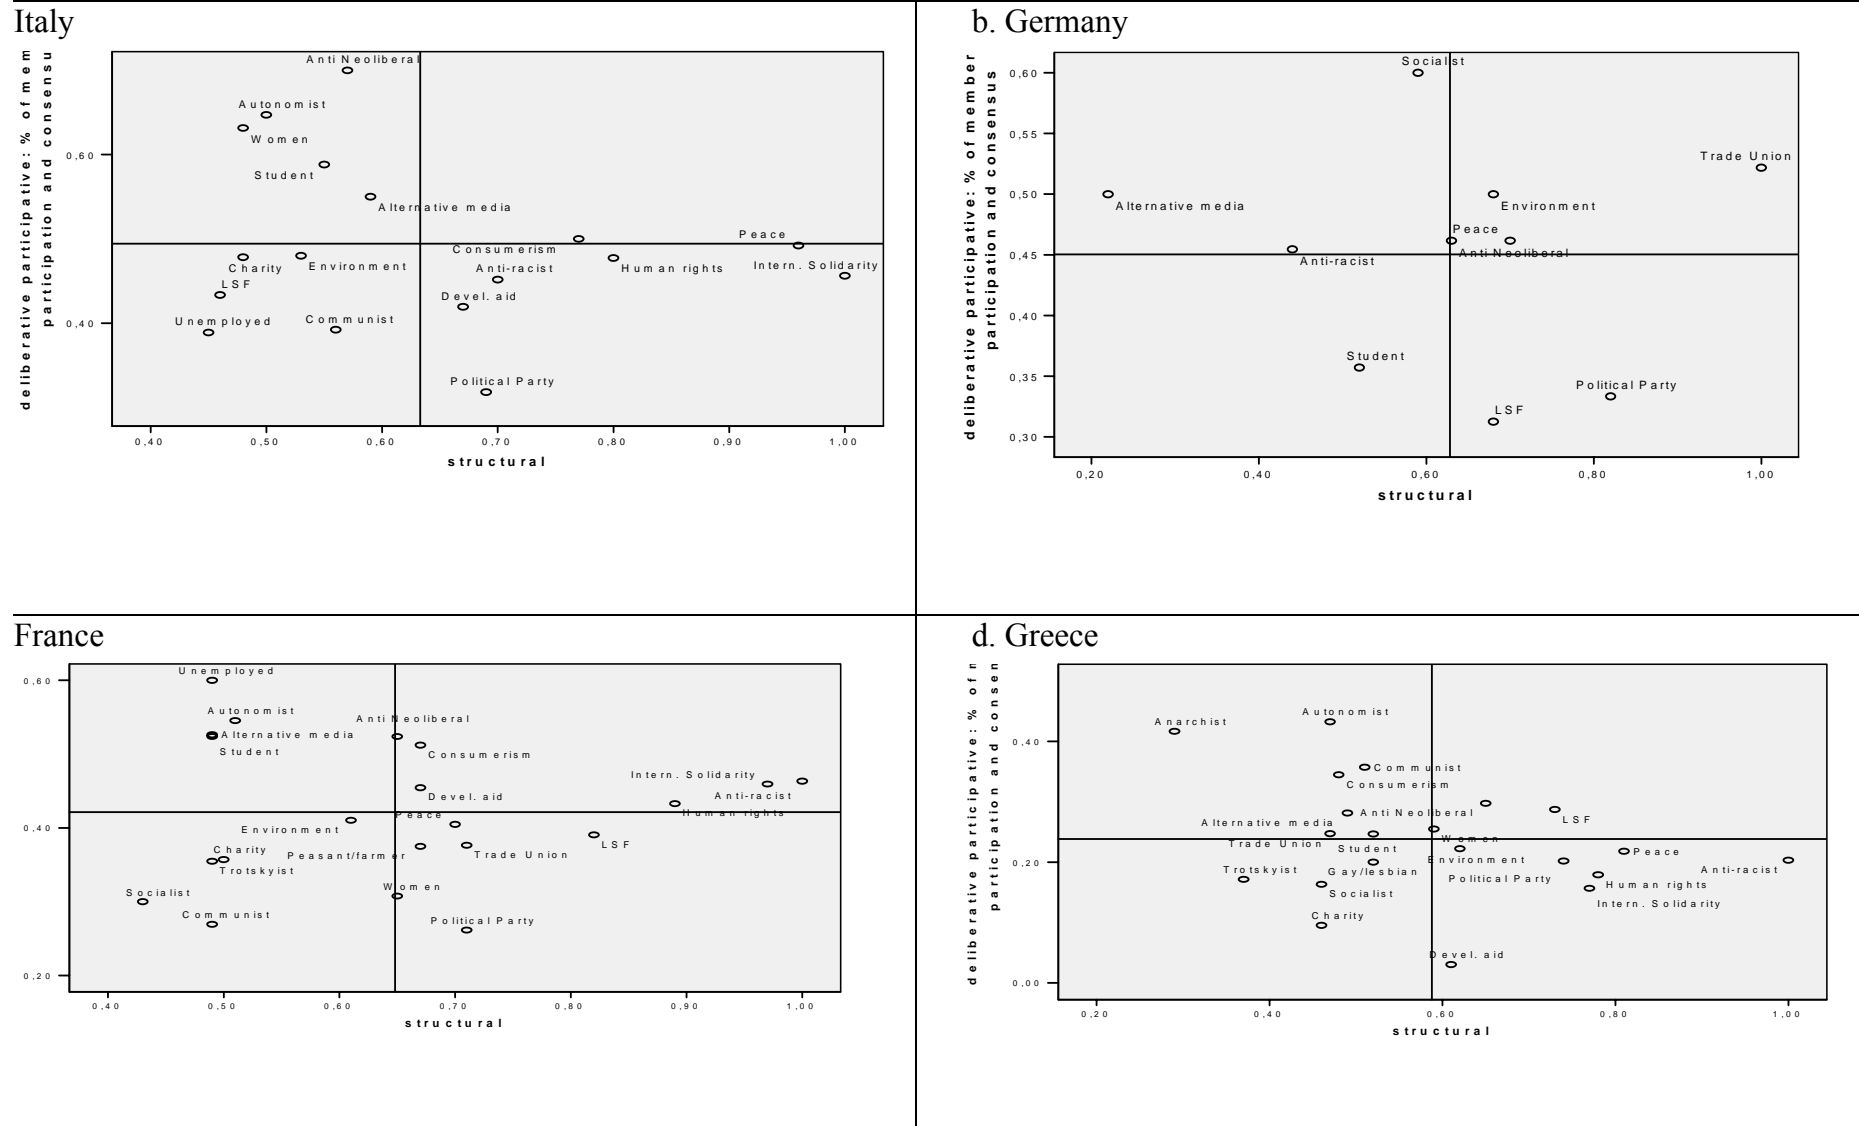 Italy
deliberative participative: % of mem
participation and consensu
Anti Neoliberal
Autonomist
Women
0,60
Student
Alternative media
Peace
Consumerism
Charity
Environment
Anti-racist
Human rights
Intern. Solidarity
LSF
Devel. aid
Unemployed
Communist
0,40
Political Party
0,40
0,50
0,60
0,70
0,80
0,90
1,00
structural
b. Germany
deliberative participative: % of member
participation and consensus
Socialist
0,60
0,55
Trade Union
0,50
Alternative media
Environment
Peace
Anti Neoliberal
0,45
Anti-racist
0,40
Student
0,35
Political Party
LSF
0,30
0,20
0,40
0,60
0,80
1,00
structural
France
Unemployed
0,60
Autonomist
Anti Neoliberal
Alternative media
Student
Consumerism
Intern. Solidarity
Devel. aid
Anti-racist
Human rights
Peace
0,40
Environment
Charity
Peasant/farmer
Trade Union
LSF
Trotskyist
Socialist
Women
Communist
Political Party
0,20
0,40
0,50
0,60
0,70
0,80
0,90
1,00
structural
d. Greece
deliberative participative: % of m
participation and consen
Anarchist
Autonomist
0,40
Communist
Consumerism
Anti Neoliberal
LSF
Alternative media
Women
Trade Union
Student
Peace
0,20
Environment
Trotskyist
Gay/lesbian
Political Party
Anti-racist
Human rights
Socialist
Intern. Solidarity
Charity
Devel. aid
0,00
0,20
0,40
0,60
0,80
1,00
structural